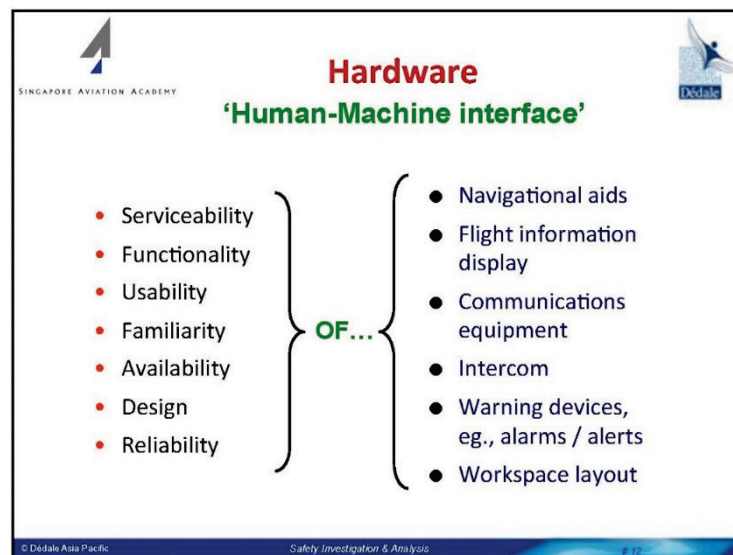 SINGAPORE AVIATION ACADEMY
Hardware
Dédale
'Human-Machine interface'
• Serviceability
• Functionality
• Usability
• Familiarity
• Availability
• Design
• Reliability
OF...
● Navigational aids
● Flight information
display
● Communications
equipment
● Intercom
● Warning devices,
eg., alarms / alerts
● Workspace layout
© Dédale Asia Pacific
Safety Investigation & Analysis
# 12